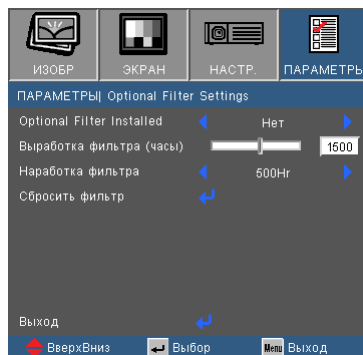 ИЗОБР ЭКРАН НАСТР. ПАРАМЕТРЫ
ПАРАМЕТРЫ| Optional Filter Settings
Optional Filter Installed Нет
Выработка фильтра (часы) 1500
Наработка фильтра 500Hr
Сбросить фильтр
Выход
ВверхВниз Выбор Menu Выход